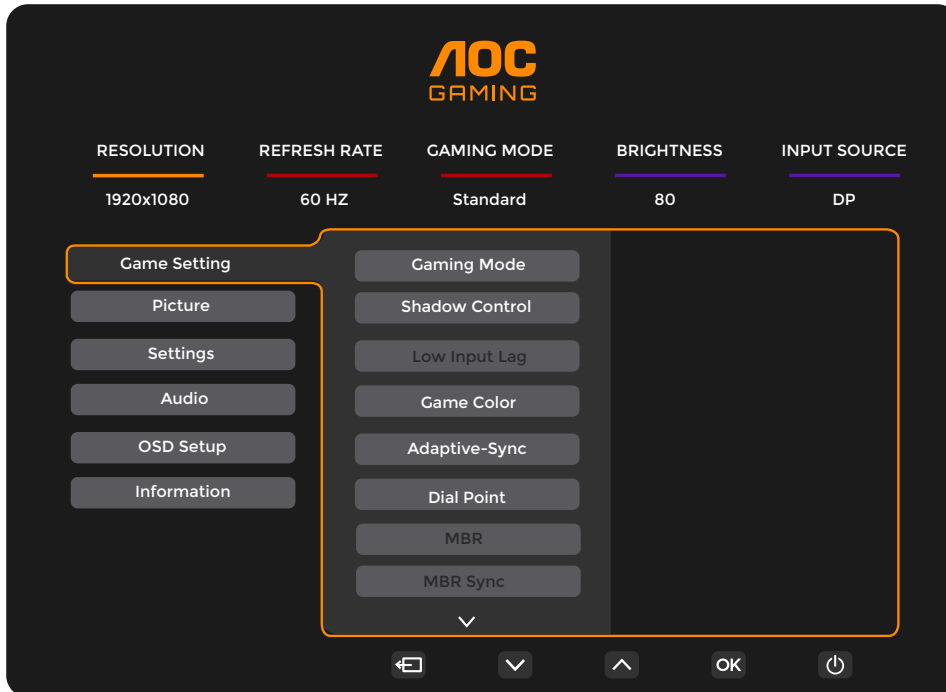 AOC
GAMING
RESOLUTION REFRESH RATE GAMING MODE BRIGHTNESS INPUT SOURCE
1920x1080 60 HZ Standard 80 DP
Game Setting
Picture
Settings
Audio
OSD Setup
Information
Gaming Mode
Shadow Control
Low Input Lag
Game Color
Adaptive-Sync
Dial Point
MBR
MBR Sync
OK